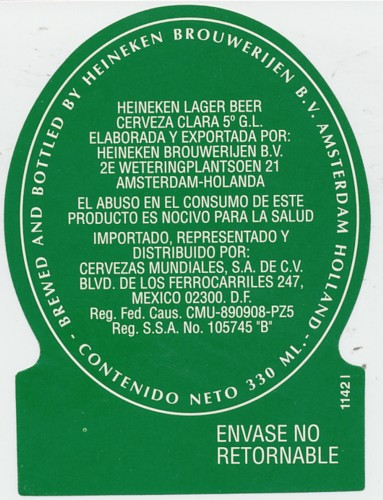 - BREWED AND BOTTLED BY HEINEKEN BROUWERIJEN B.V. AMSTERDAM HOLLAND -
HEINEKEN LAGER BEER
CERVEZA CLARA 5º G.L.
ELABORADA Y EXPORTADA POR:
HEINEKEN BROUWERIJEN B.V.
2E WETERINGPLANTSOEN 21
AMSTERDAM-HOLANDA
EL ABUSO EN EL CONSUMO DE ESTE
PRODUCTO ES NOCIVO PARA LA SALUD
IMPORTADO, REPRESENTADO Y
DISTRIBUIDO POR:
CERVEZAS MUNDIALES, S.A. DE C.V.
BLVD. DE LOS FERROCARRILES 247,
MEXICO 02300. D.F.
Reg. Fed. Caus. CMU-890908-PZ5
Reg. S.S.A. No. 105745 "B"
CONTENIDO NETO 330 ML.
1142 I
ENVASE NO
RETORNABLE